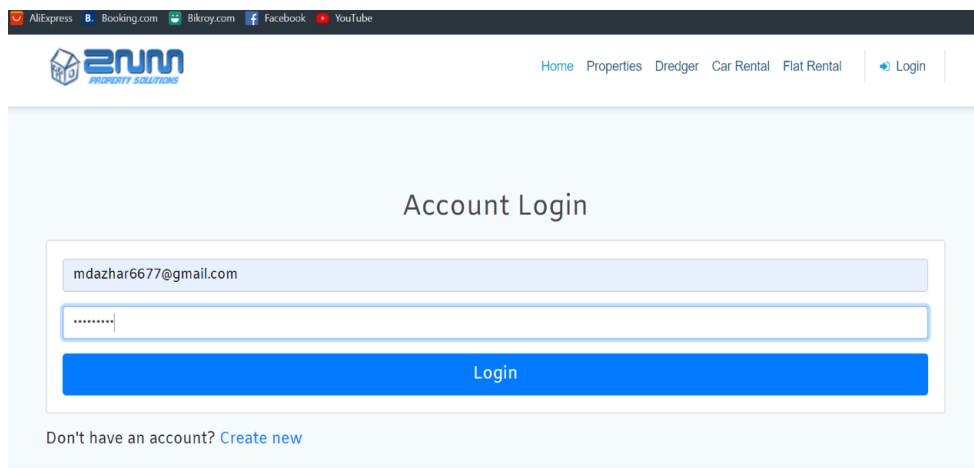 AliExpress B. Booking.com Bikroy.com Facebook YouTube
2NM
PROPERTY SOLUTIONS
Home Properties Dredger Car Rental Flat Rental Login
Account Login
mdazhar6677@gmail.com
•••••••••
Login
Don't have an account? Create new